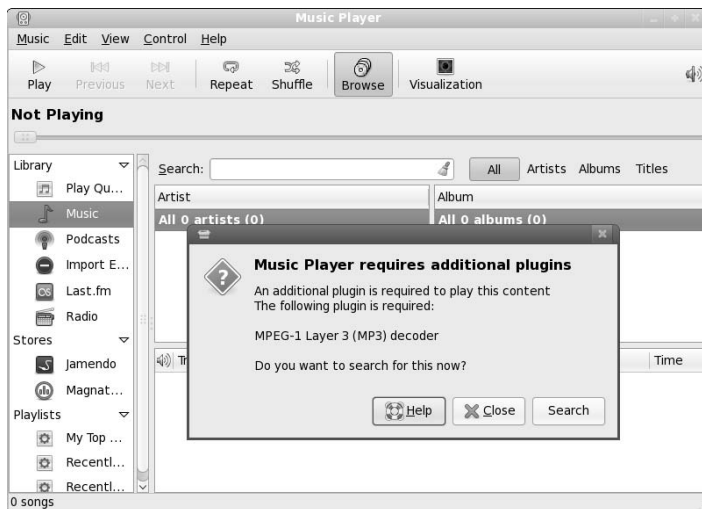 Music Player
Music Edit View Control Help
Play Previous Next Repeat Shuffle Browse Visualization
Not Playing
Library
Play Qu...
Music
Podcasts
Import E...
Last.fm
Radio
Stores
Jamendo
Magnat...
Playlists
My Top ...
Recentl...
Recentl...
Search: All Artists Albums Titles
Artist Album
All 0 artists (0) All 0 albums (0)
Time
Music Player requires additional plugins
An additional plugin is required to play this content
The following plugin is required:
MPEG-1 Layer 3 (MP3) decoder
Do you want to search for this now?
Help Close Search
0 songs